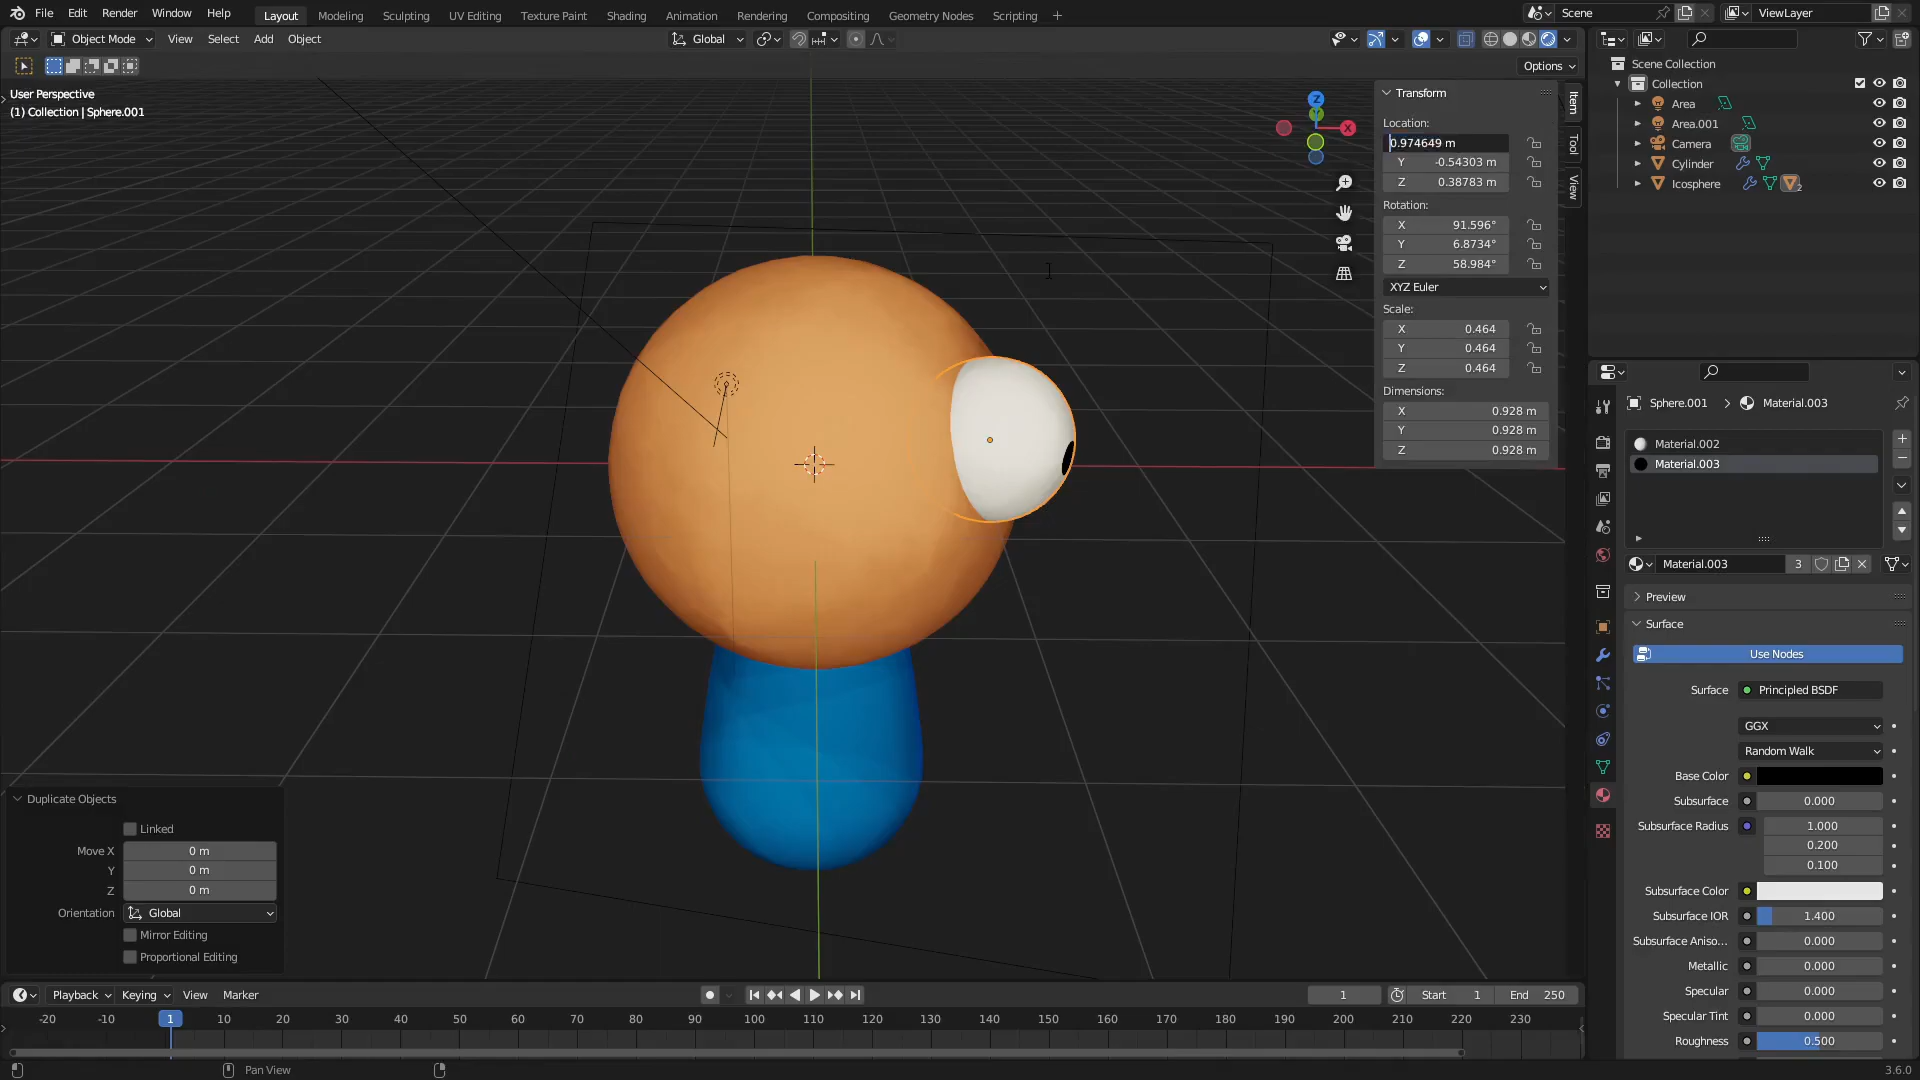 File Edit Render Window Help Layout Modeling Sculpting UV Editing Texture Paint Shading Animation Rendering Compositing Geometry Nodes Scripting + Scene ViewLayer
Object Mode View Select Add Object Global
Options
User Perspective
(1) Collection | Sphere.001
Transform
Location:
0.974649 m
Y -0.54303 m
Z 0.38783 m
Rotation:
X 91.596°
Y 6.8734°
Z 58.984°
XYZ Euler
Scale:
X 0.464
Y 0.464
Z 0.464
Dimensions:
X 0.928 m
Y 0.928 m
Z 0.928 m
Item
Tool
View
Z
X
Scene Collection
Collection
Area
Area.001
Camera
Cylinder
Icosphere 2
Sphere.001 > Material.003
Material.002
Material.003
Material.003 3
Preview
Surface
Use Nodes
Surface Principled BSDF
GGX
Random Walk
Base Color
Subsurface 0.000
Subsurface Radius 1.000
0.200
0.100
Subsurface Color
Subsurface IOR 1.400
Subsurface Aniso... 0.000
Metallic 0.000
Specular 0.000
Specular Tint 0.000
Roughness 0.500
Duplicate Objects
Linked
Move X 0 m
Y 0 m
Z 0 m
Orientation Global
Mirror Editing
Proportional Editing
Playback Keying View Marker 1 Start 1 End 250
-20 -10 1 10 20 30 40 50 60 70 80 90 100 110 120 130 140 150 160 170 180 190 200 210 220 230
Pan View 3.6.0